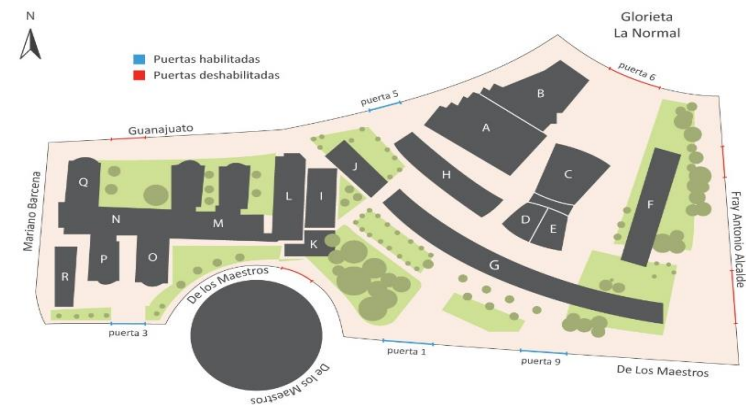 N
Glorieta
La Normal
Puertas habilitadas
Puertas deshabilitadas
puerta 6
puerta 5
Guanajuato
B
A
Mariano Barcena
Q
J
H
C
L
I
F
N
M
D
E
Fray Antonio Alcalde
K
R
P
O
G
De los Maestros
puerta 3
puerta 1
puerta 9
De los Maestros
De los Maestros